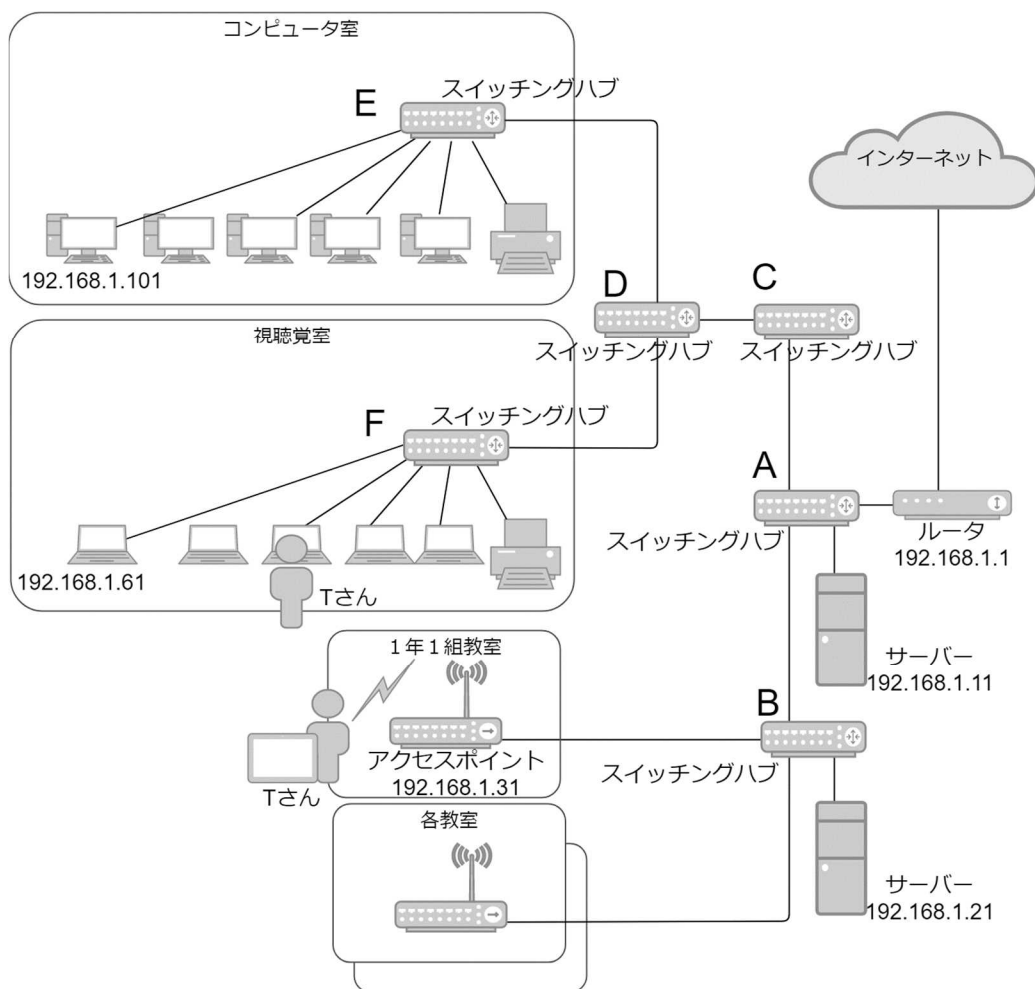 コンピュータ室
スイッチングハブ
E
インターネット
192.168.1.101
D
C
スイッチングハブ
スイッチングハブ
視聴覚室
スイッチングハブ
F
A
スイッチングハブ
ルータ
192.168.1.1
192.168.1.61
Tさん
サーバー
192.168.1.11
1年1組教室
B
アクセスポイント
192.168.1.31
スイッチングハブ
Tさん
各教室
サーバー
192.168.1.21